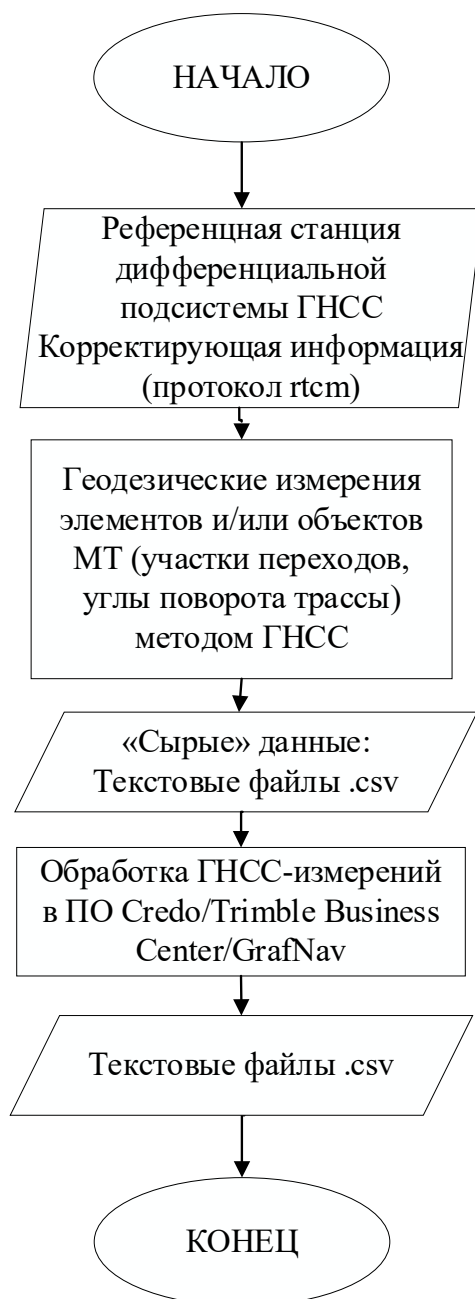 НАЧАЛО
Референцная станция
дифференциальной
подсистемы ГНСС
Корректирующая информация
(протокол rtcm)
Геодезические измерения
элементов и/или объектов
МТ (участки переходов,
углы поворота трассы)
методом ГНСС
«Сырые» данные:
Текстовые файлы .csv
Обработка ГНСС-измерений
в ПО Credo/Trimble Business
Center/GrafNav
Текстовые файлы .csv
КОНЕЦ